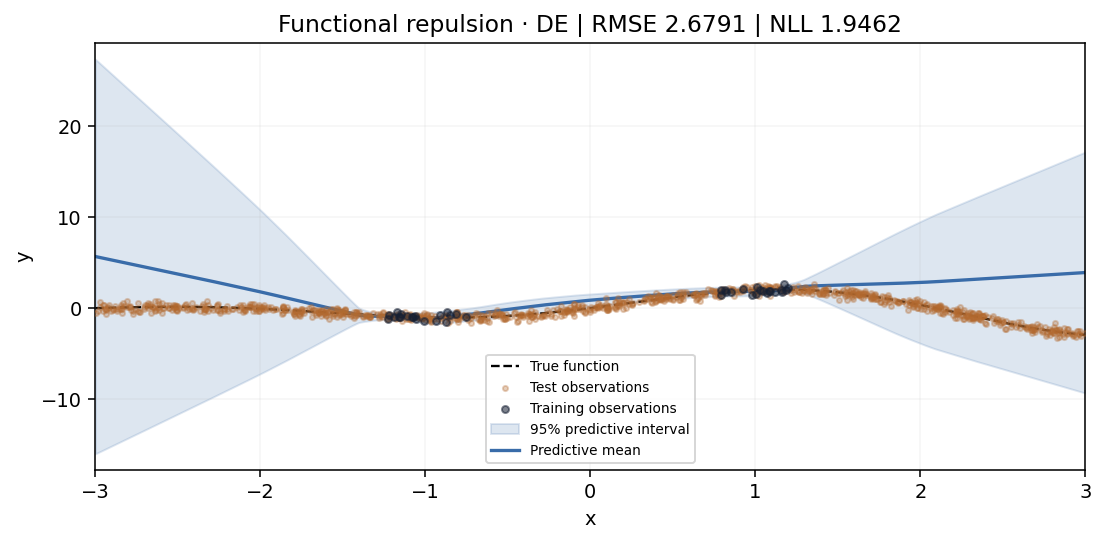 Functional repulsion · DE | RMSE 2.6791 | NLL 1.9462
y
20
10
0
−10
True function
Test observations
Training observations
95% predictive interval
Predictive mean
−3 −2 −1 0 1 2 3
x